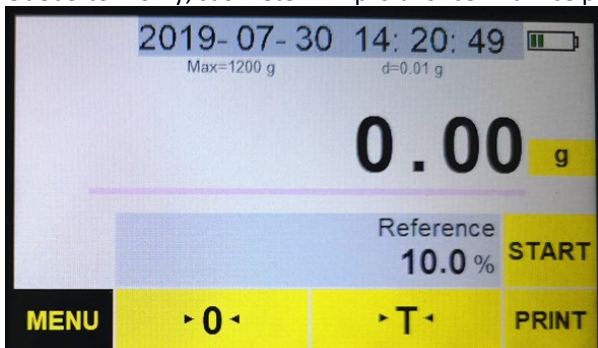 2019-07-30 14:20:49
Max=1200 g d=0.01 g
0.00 g
Reference
10.0 % START
MENU 0 T PRINT